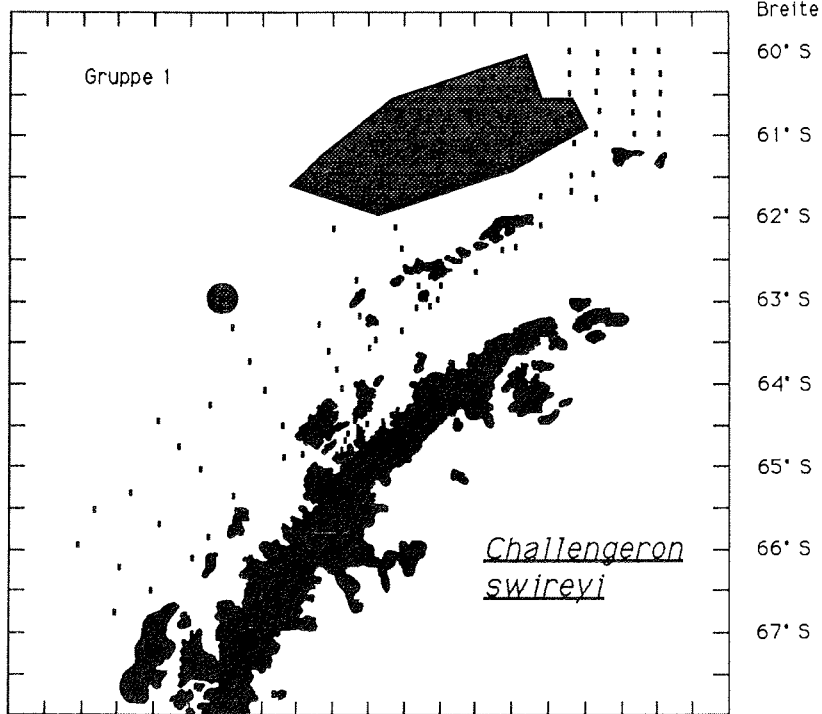 Breite
60° S
Gruppe 1
61° S
62° S
63° S
64° S
65° S
66° S
Challengeron
swireyi
67° S